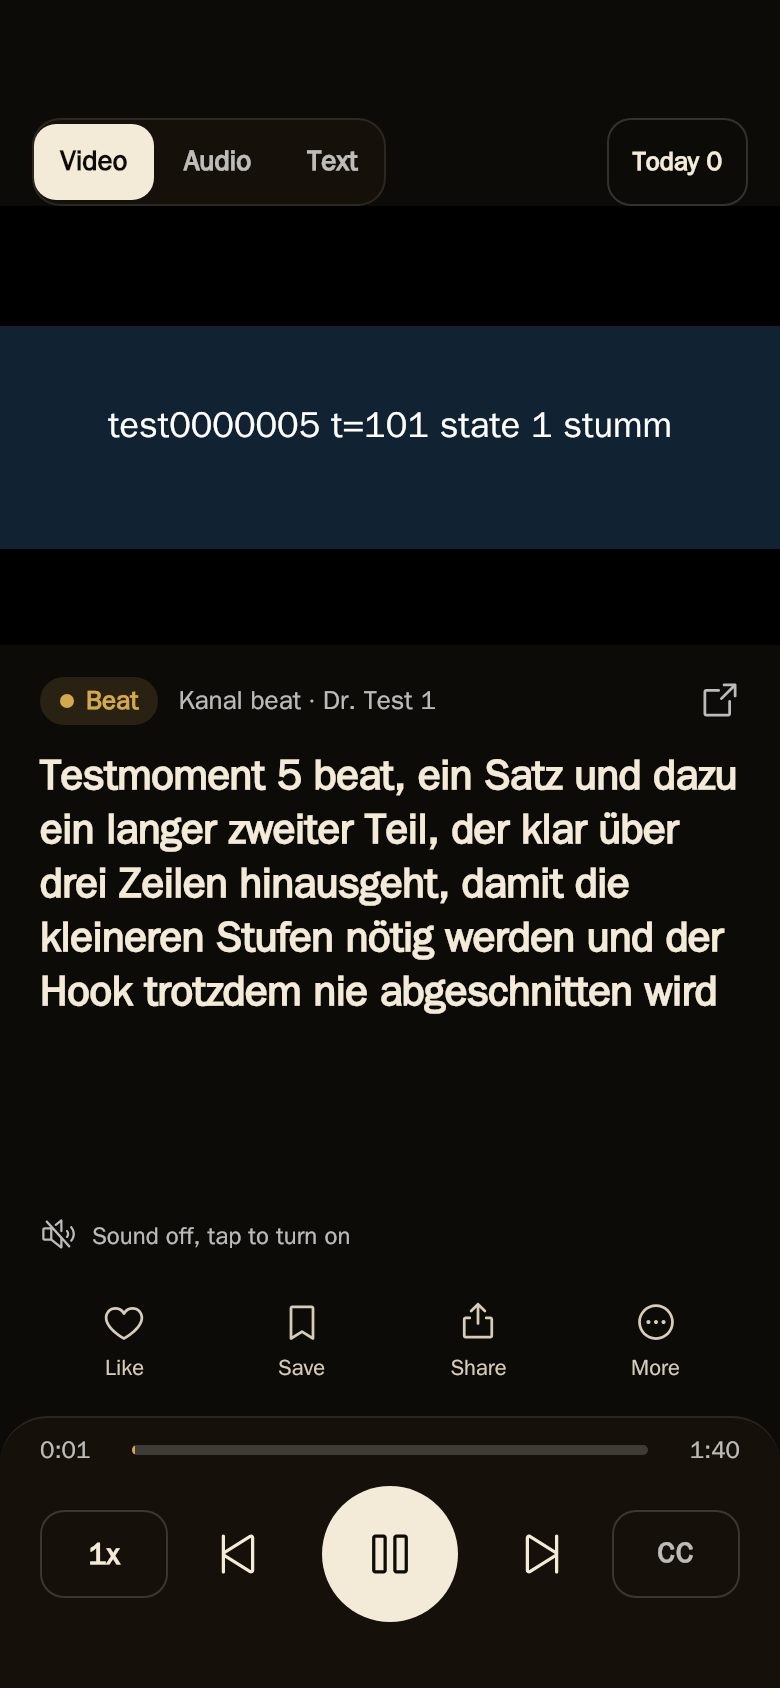 Video Audio Text Today 0
test0000005 t=101 state 1 stumm
Beat Kanal beat · Dr. Test 1
Testmoment 5 beat, ein Satz und dazu
ein langer zweiter Teil, der klar über
drei Zeilen hinausgeht, damit die
kleineren Stufen nötig werden und der
Hook trotzdem nie abgeschnitten wird
Sound off, tap to turn on
Like Save Share More
0:01 1:40
1x CC